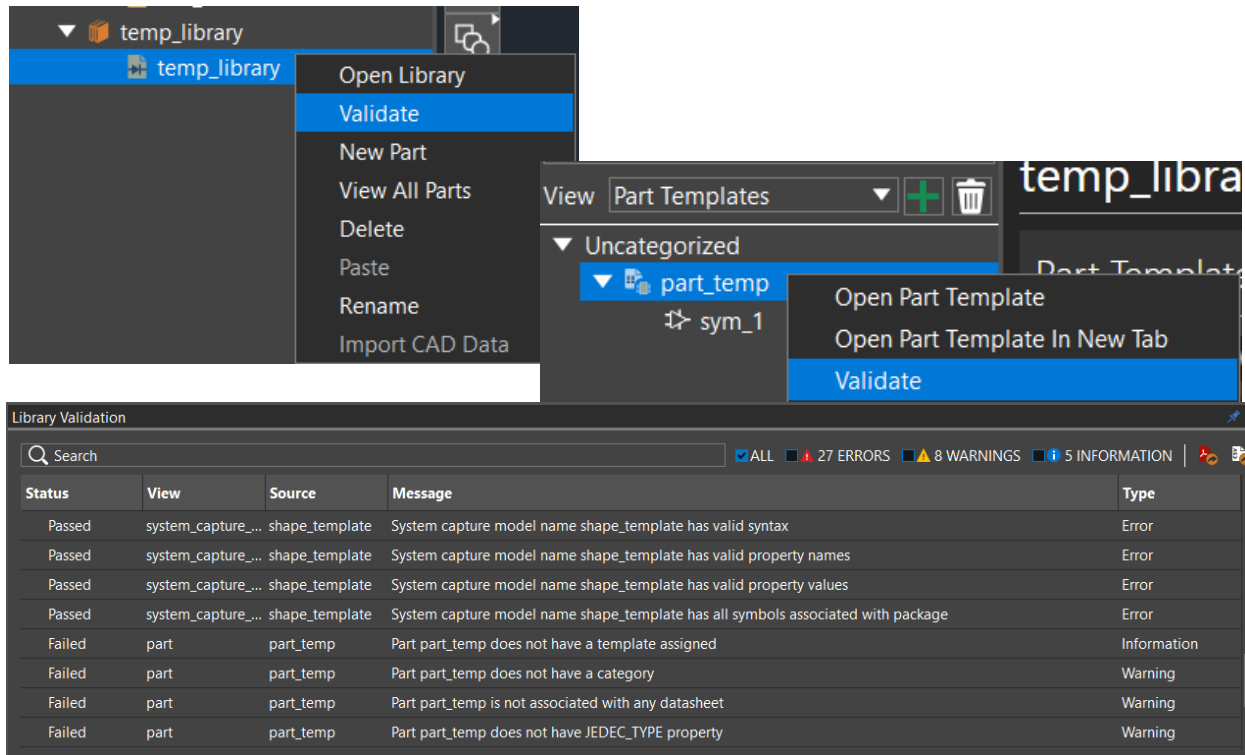 temp_library
temp_library
Open Library
Validate
New Part
View All Parts
Delete
Paste
Rename
Import CAD Data
View Part Templates
temp_libra
Uncategorized
part_temp
sym_1
Open Part Template
Open Part Template In New Tab
Validate
Library Validation
Search ALL 27 ERRORS 8 WARNINGS 5 INFORMATION
Status View Source Message Type
Passed system_capture_... shape_template System capture model name shape_template has valid syntax Error
Passed system_capture_... shape_template System capture model name shape_template has valid property names Error
Passed system_capture_... shape_template System capture model name shape_template has valid property values Error
Passed system_capture_... shape_template System capture model name shape_template has all symbols associated with package Error
Failed part part_temp Part part_temp does not have a template assigned Information
Failed part part_temp Part part_temp does not have a category Warning
Failed part part_temp Part part_temp is not associated with any datasheet Warning
Failed part part_temp Part part_temp does not have JEDEC_TYPE property Warning